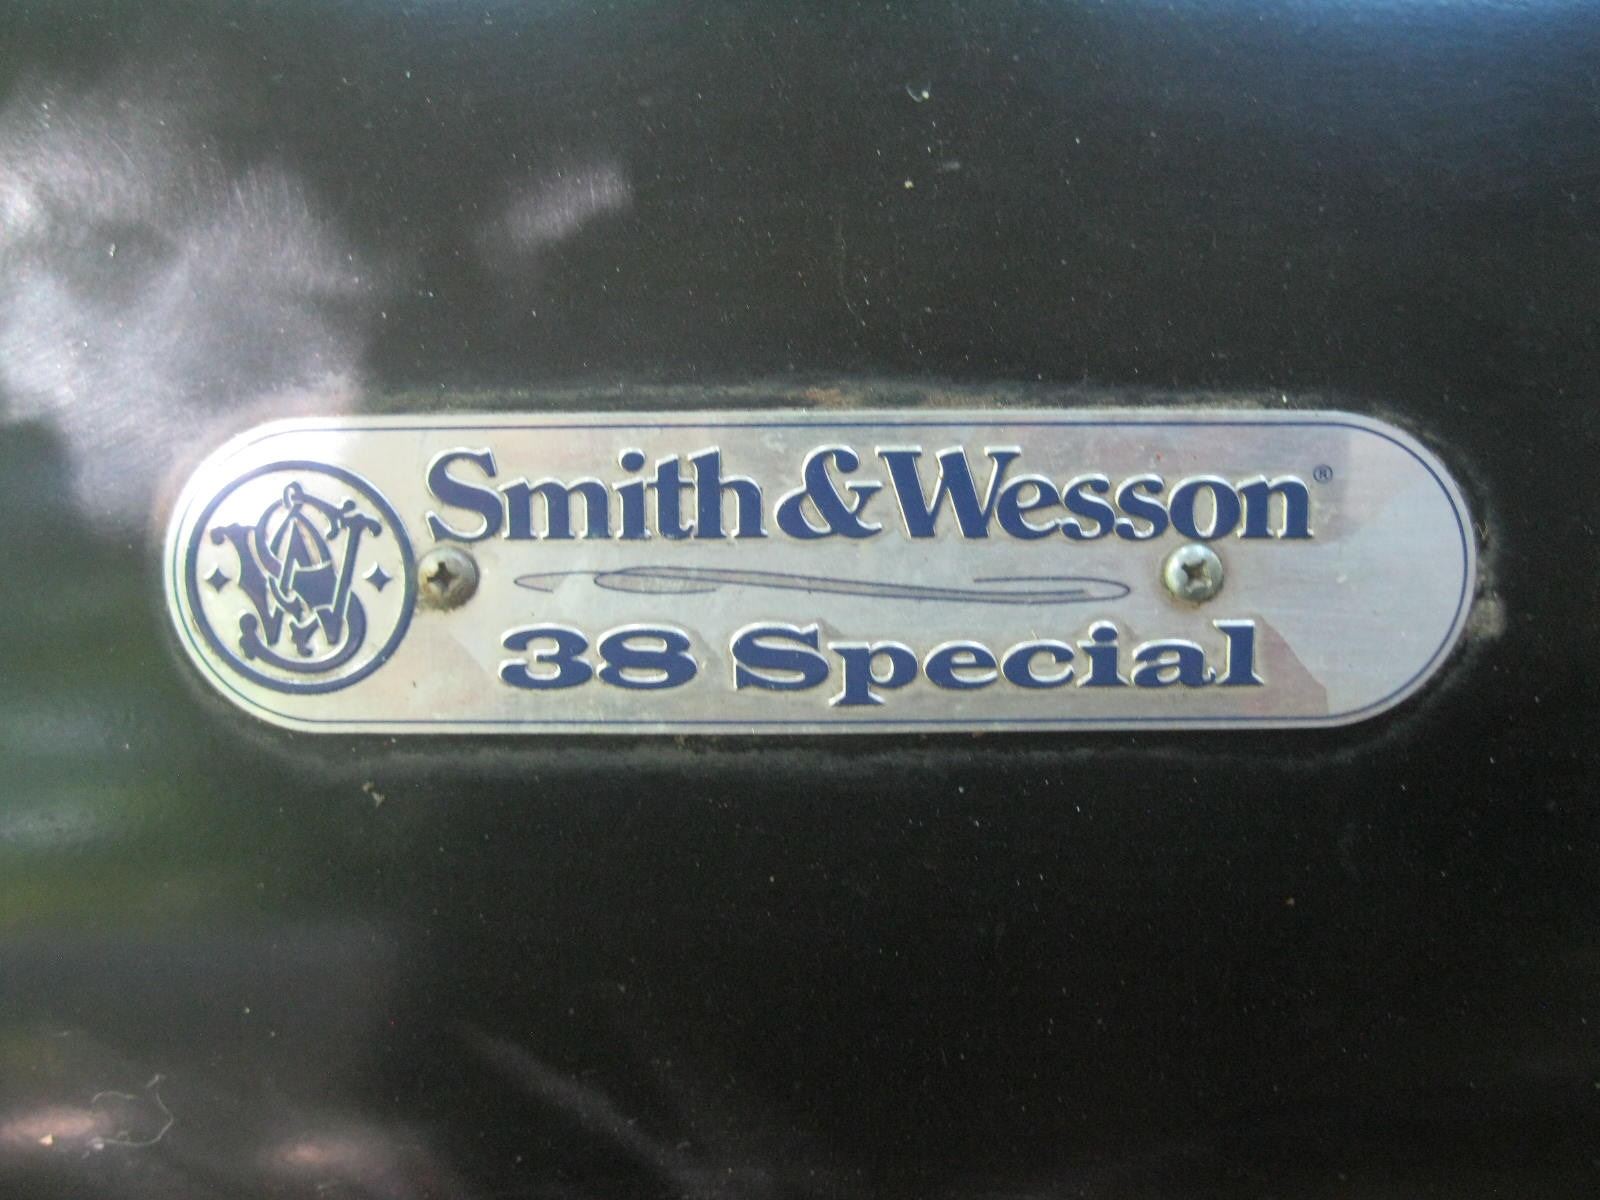 Smith & Wesson®
38 Special